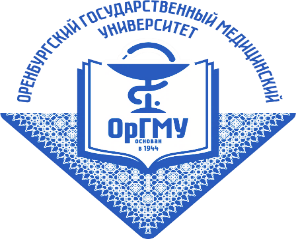 ОРЕНБУРГСКИЙ ГОСУДАРСТВЕННЫЙ МЕДИЦИНСКИЙ
УНИВЕРСИТЕТ
ОрГМУ
ОСНОВАН
в 1944